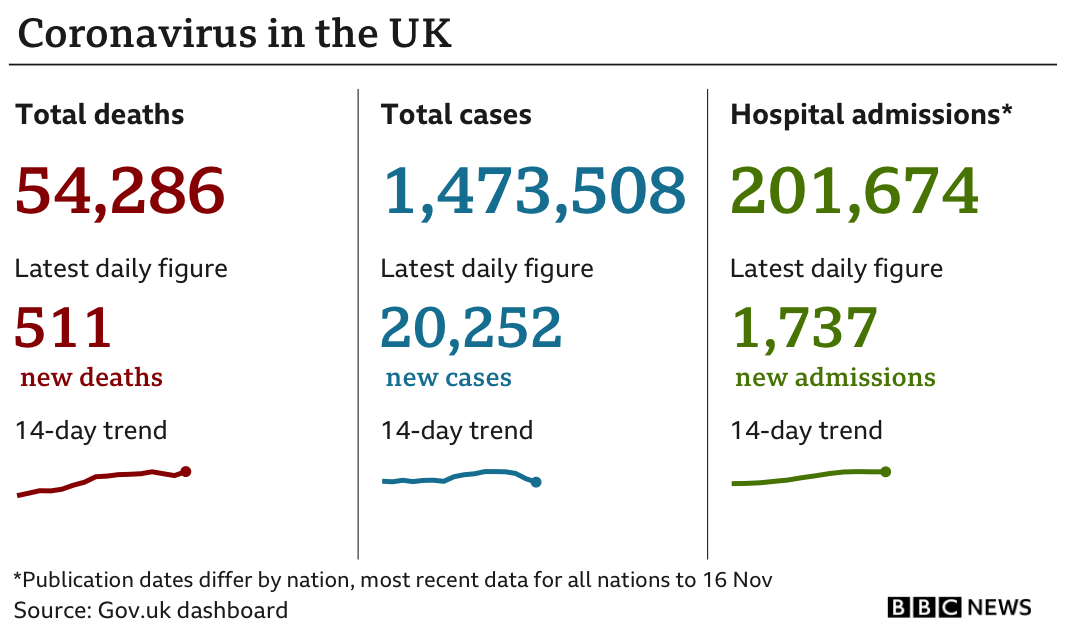 Coronavirus in the UK
Total deaths
54,286
Latest daily figure
511
new deaths
14-day trend
Total cases
1,473,508
Latest daily figure
20,252
new cases
14-day trend
Hospital admissions*
201,674
Latest daily figure
1,737
new admissions
14-day trend
*Publication dates differ by nation, most recent data for all nations to 16 Nov
Source: Gov.uk dashboard
BBC NEWS